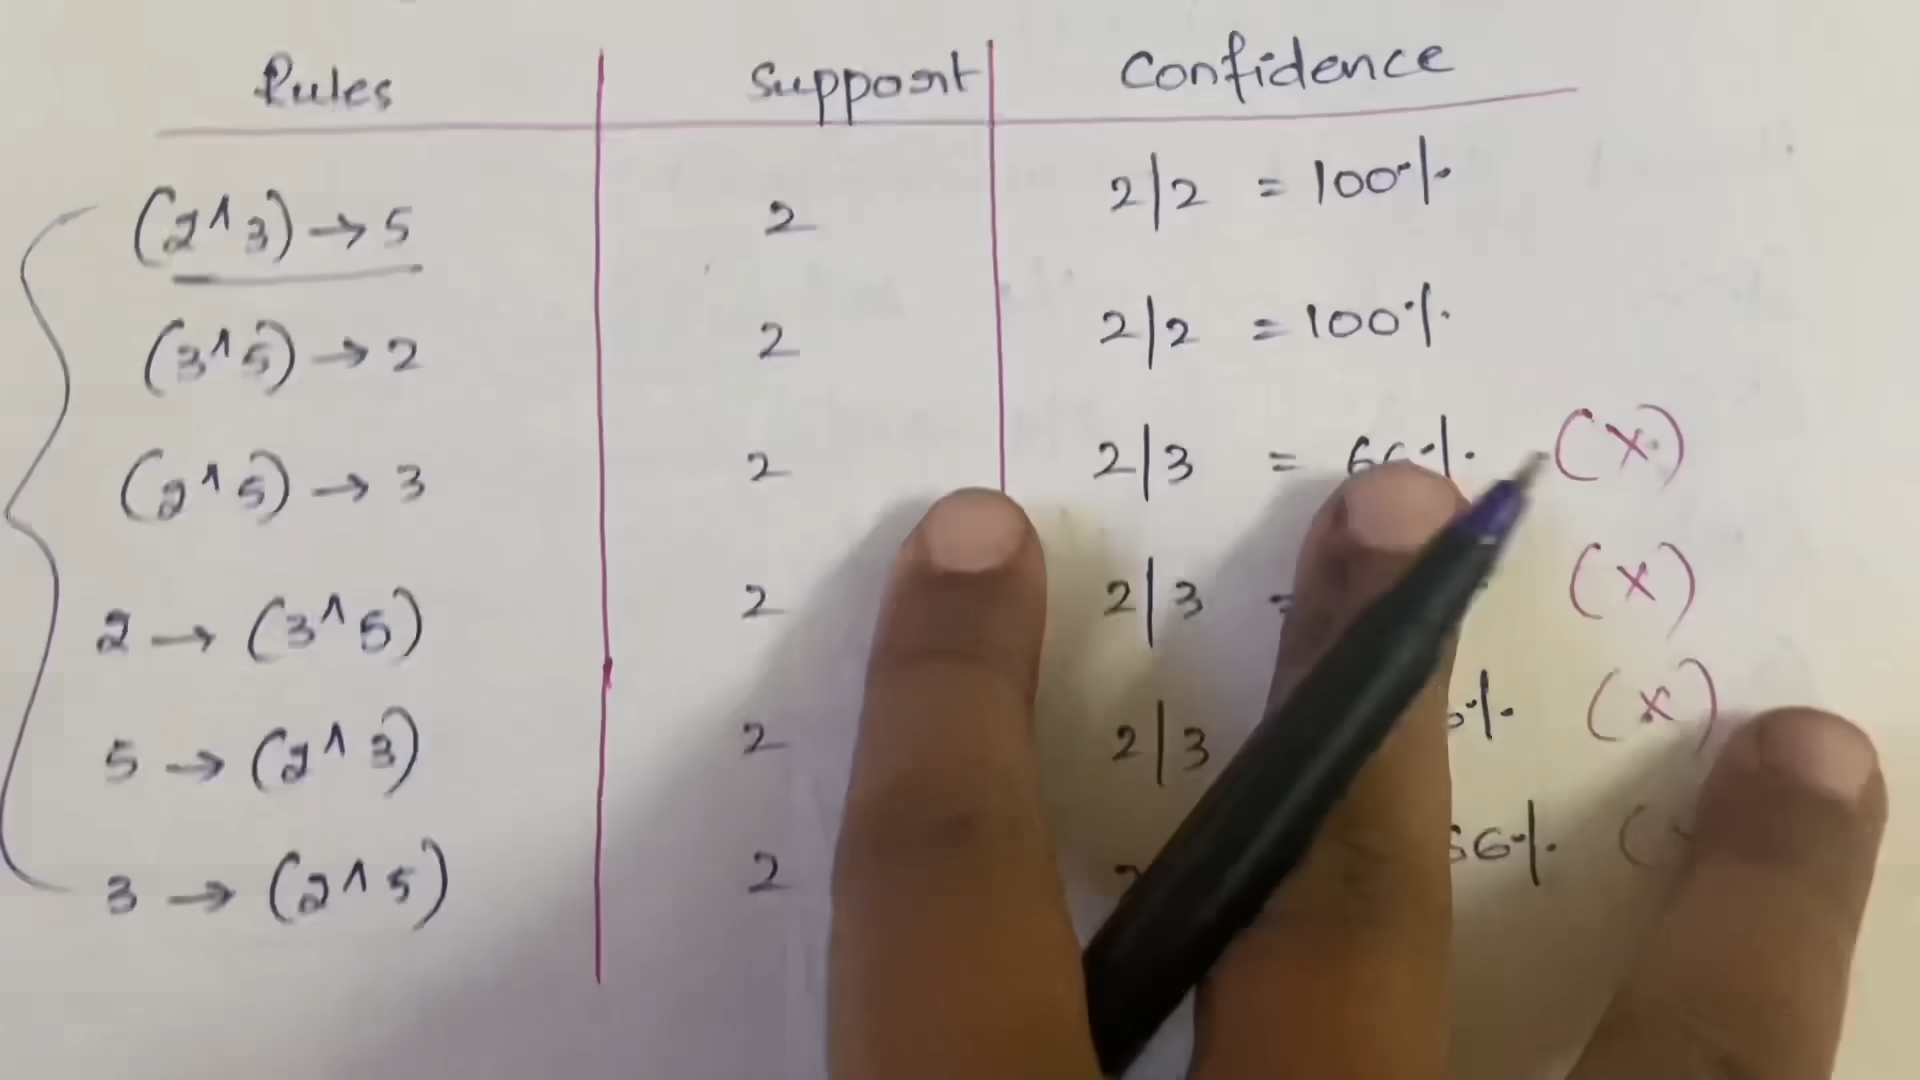 Rules Support Confidence
(2^3) → 5 2 2|2 = 100%
(3^5) → 2 2 2|2 = 100%
(2^5) → 3 2 2|3 = 66% (x)
2 → (3^5) 2 2|3 = (x)
5 → (2^3) 2 2|3 % (x)
3 → (2^5) 2 66%